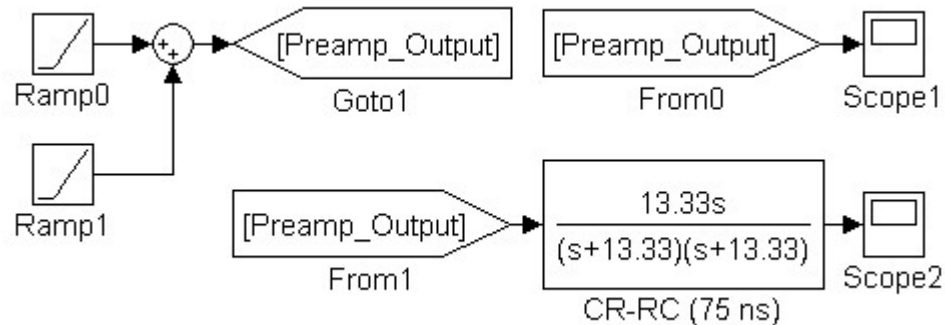 +
+
[Preamp_Output]
[Preamp_Output]
Ramp0
Goto1
From0
Scope1
Ramp1
[Preamp_Output]
13.33s
(s+13.33)(s+13.33)
From1
Scope2
CR-RC (75 ns)